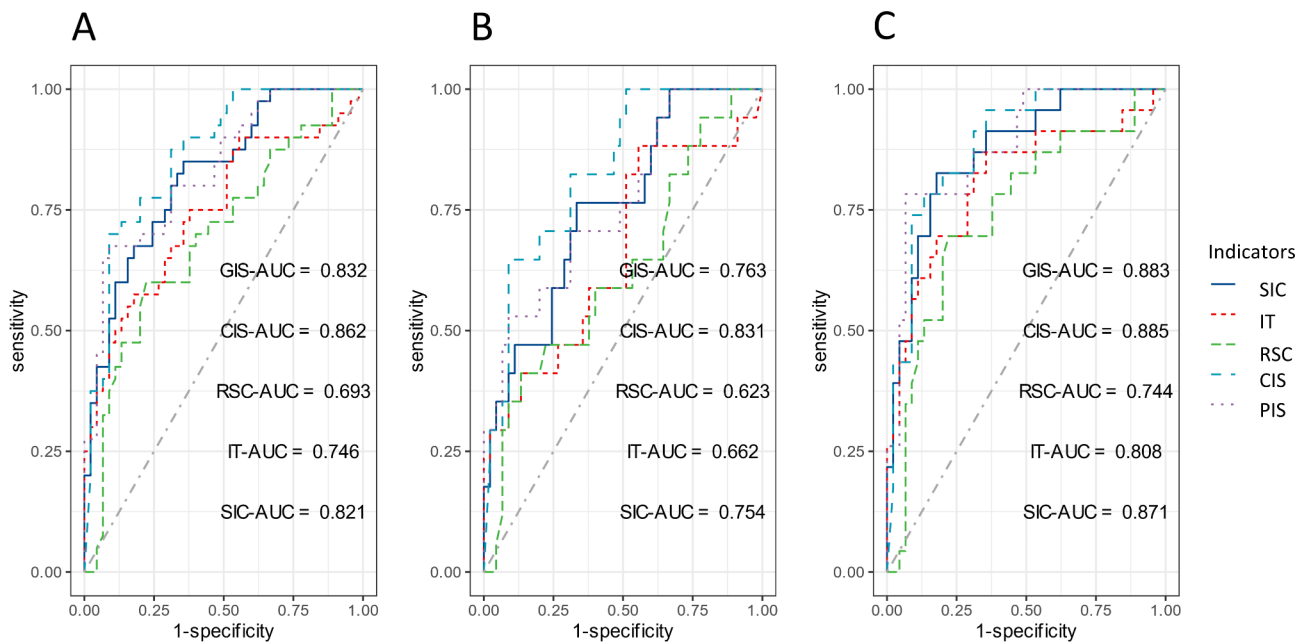 A
1.00
0.75
0.50
0.25
0.00
sensitivity
GIS-AUC = 0.832
CIS-AUC = 0.862
RSC-AUC = 0.693
IT-AUC = 0.746
SIC-AUC = 0.821
0.00 0.25 0.50 0.75 1.00
1-specificity
B
1.00
0.75
0.50
0.25
0.00
sensitivity
GIS-AUC = 0.763
CIS-AUC = 0.831
RSC-AUC = 0.623
IT-AUC = 0.662
SIC-AUC = 0.754
0.00 0.25 0.50 0.75 1.00
1-specificity
C
1.00
0.75
0.50
0.25
0.00
sensitivity
GIS-AUC = 0.883
CIS-AUC = 0.885
RSC-AUC = 0.744
IT-AUC = 0.808
SIC-AUC = 0.871
0.00 0.25 0.50 0.75 1.00
1-specificity
Indicators
SIC
IT
RSC
CIS
PIS